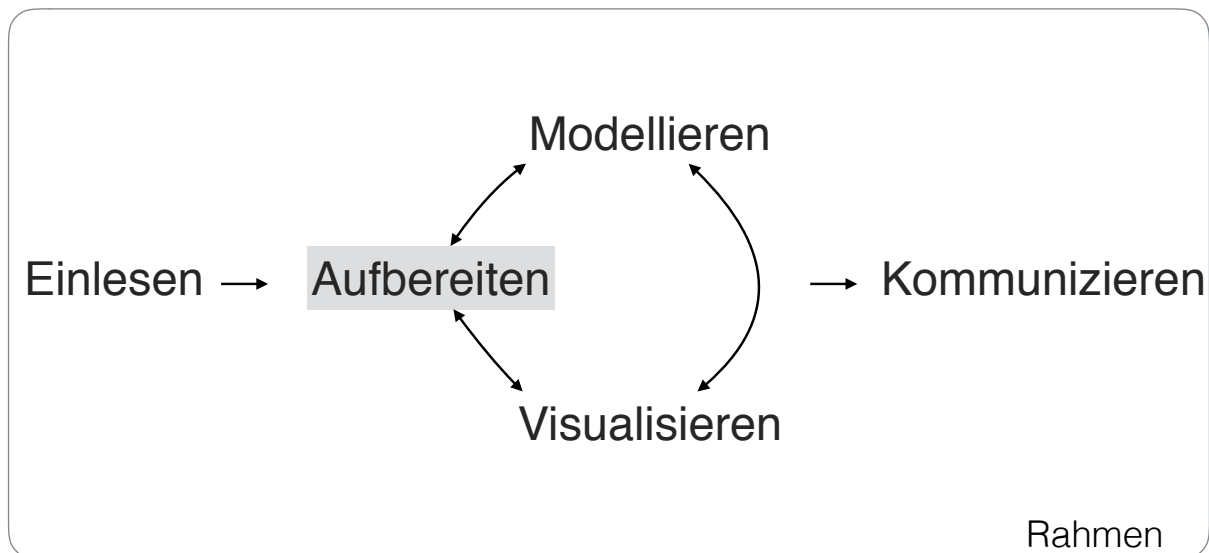 Modellieren
Einlesen
Aufbereiten
Kommunizieren
Visualisieren
Rahmen